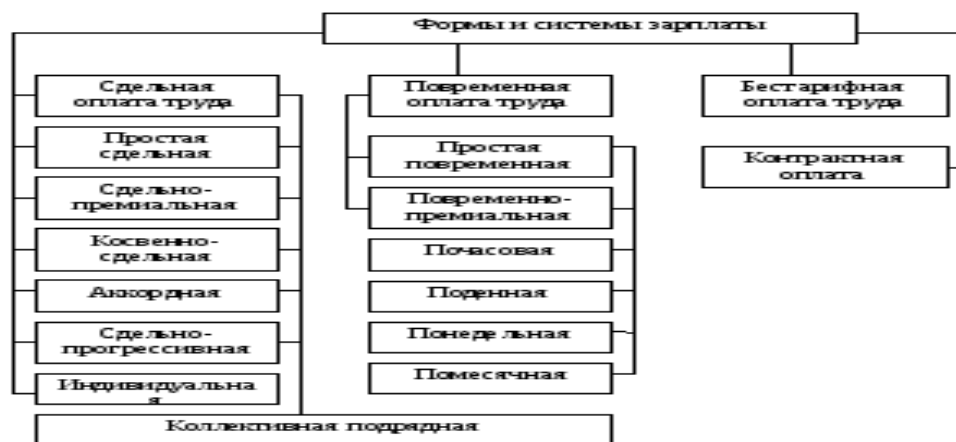 Формы и системы зарплаты
Сдельная
оплата труда
Простая
сдельная
Сдельно-
премиальная
Косвенно-
сдельная
Аккордная
Сдельно-
прогрессивная
Индивидуальна
я
Коллективная подрядная
Повременная
оплата труда
Простая
повременная
Повременно-
премиальная
Почасовая
Поденная
Понедельная
Помесячная
Бестарифная
оплата труда
Контрактная
оплата